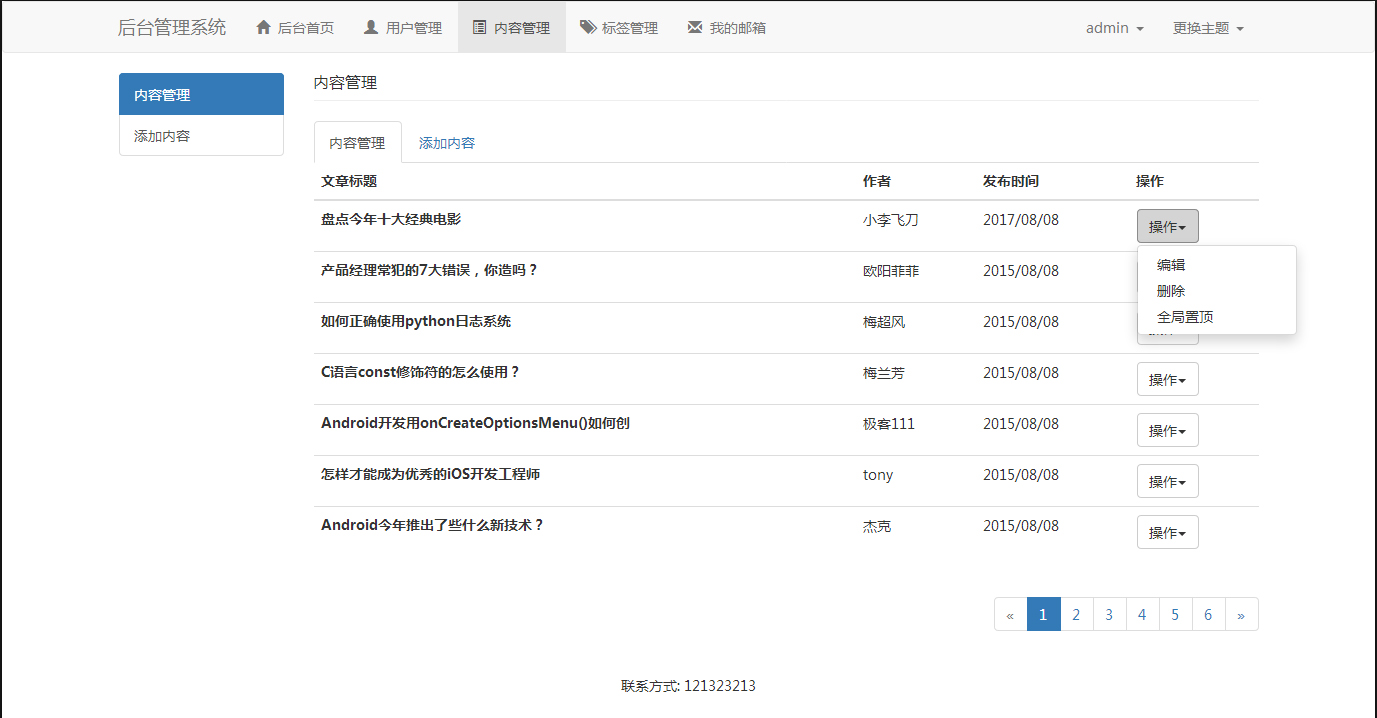 后台管理系统 后台首页 用户管理 内容管理 标签管理 我的邮箱 admin 更换主题
内容管理
添加内容
内容管理
内容管理 添加内容
文章标题 作者 发布时间 操作
盘点今年十大经典电影 小李飞刀 2017/08/08 操作
编辑
删除
全局置顶
产品经理常犯的7大错误，你造吗？ 欧阳菲菲 2015/08/08
如何正确使用python日志系统 梅超风 2015/08/08
C语言const修饰符的怎么使用？ 梅兰芳 2015/08/08 操作
Android开发用onCreateOptionsMenu()如何创 极客111 2015/08/08 操作
怎样才能成为优秀的iOS开发工程师 tony 2015/08/08 操作
Android今年推出了些什么新技术？ 杰克 2015/08/08 操作
« 1 2 3 4 5 6 »
联系方式: 121323213